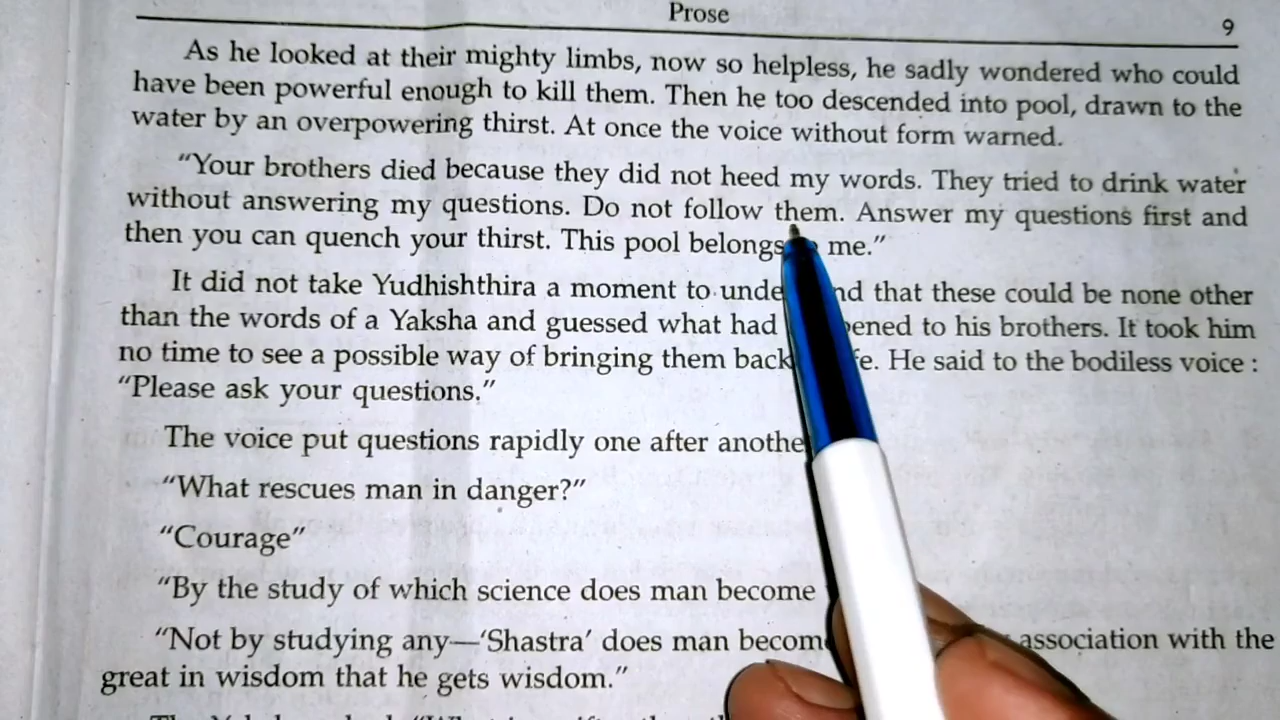 Prose
9
As he looked at their mighty limbs, now so helpless, he sadly wondered who could
have been powerful enough to kill them. Then he too descended into pool, drawn to the
water by an overpowering thirst. At once the voice without form warned.
“Your brothers died because they did not heed my words. They tried to drink water
without answering my questions. Do not follow them. Answer my questions first and
then you can quench your thirst. This pool belongs me.”
It did not take Yudhishthira a moment to that these could be none other
than the words of a Yaksha and guessed what had to his brothers. It took him
no time to see a possible way of bringing them back He said to the bodiless voice :
“Please ask your questions.”
The voice put questions rapidly one after
“What rescues man in danger?”
“Courage”
“By the study of which science does man become
“Not by studying any—‘Shastra’ does man association with the
great in wisdom that he gets wisdom.”